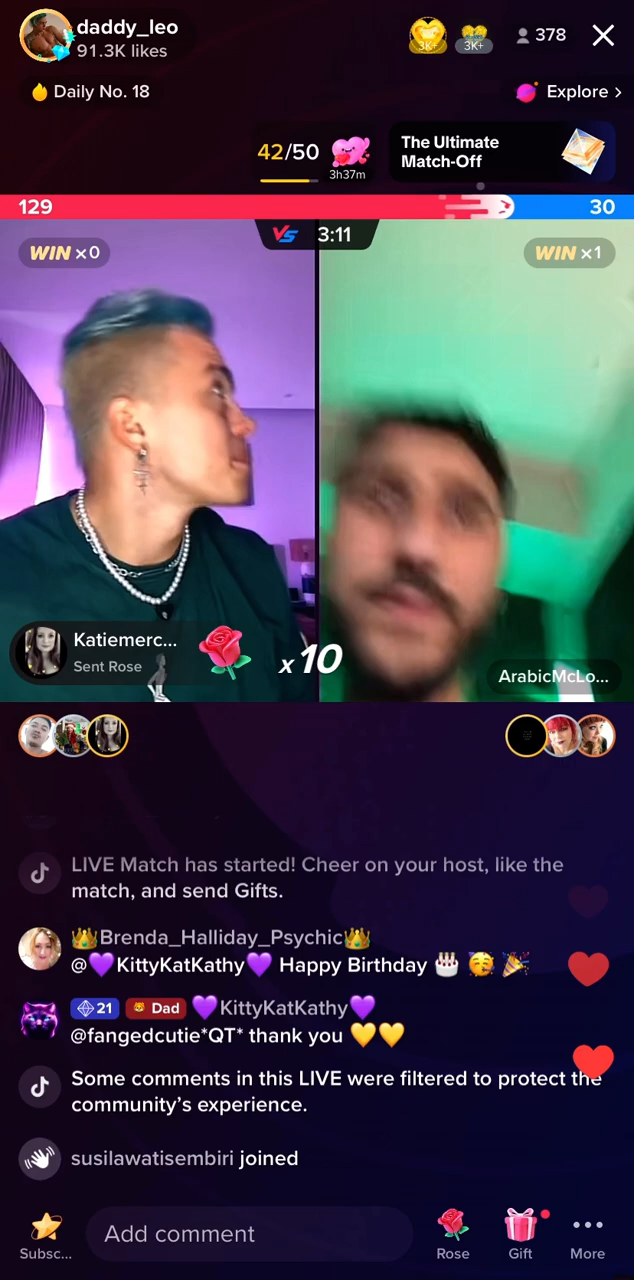 daddy_leo
91.3K likes
3K+
3K+
378
Daily No. 18
Explore >
42/50
3h37m
The Ultimate
Match-Off
129
30
VS 3:11
WIN x0
WIN x1
Katiemerc...
Sent Rose
x10
ArabicMcLo...
LIVE Match has started! Cheer on your host, like the
match, and send Gifts.
👑Brenda_Halliday_Psychic👑
@💜KittyKatKathy💜 Happy Birthday 🎂 🥳 🎉
21 Dad 💜KittyKatKathy💜
@fangedcutie*QT* thank you 💛💛
Some comments in this LIVE were filtered to protect the
community’s experience.
susilawatisembiri joined
Add comment
Subsc...
Rose
Gift
More